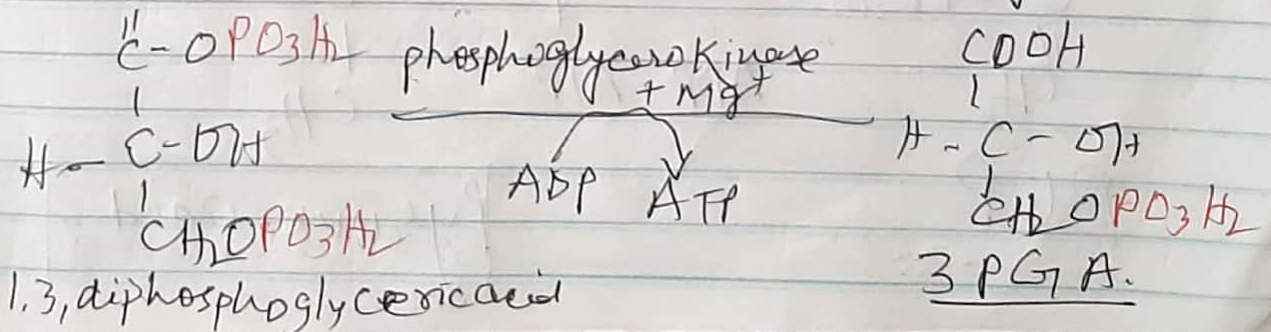 C-OPO3H2 phosphoglycerokinase COOH
+ Mg+
H-C-OH H-C-OH
ADP ATP
CH2OPO3H2 CH2OPO3H2
1,3,diphosphoglycericacid 3PGA.